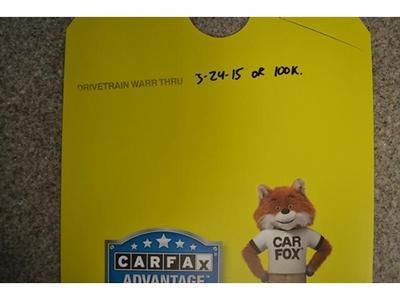 DRIVETRAIN WARR THRU 3-24-15 OR 100K.
CARFAX
ADVANTAGE
CAR
FOX